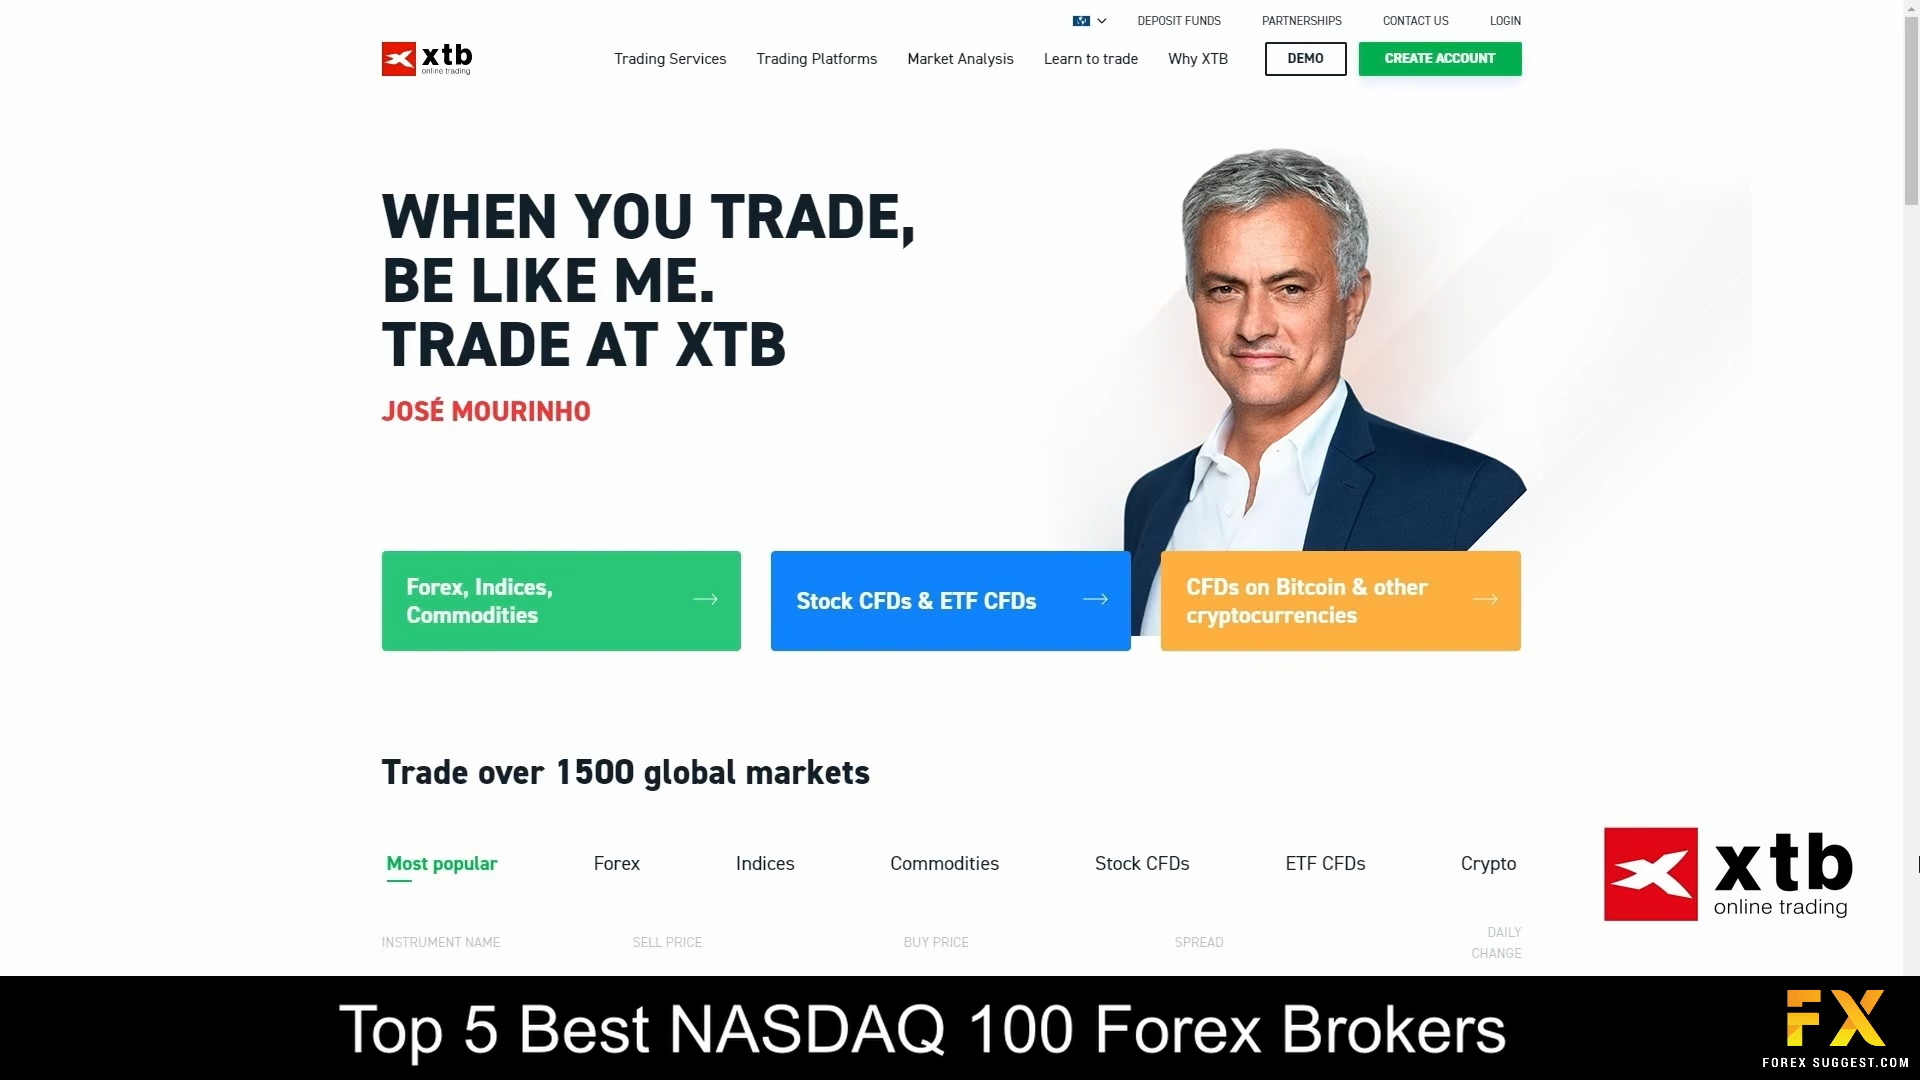 DEPOSIT FUNDS PARTNERSHIPS CONTACT US LOGIN
xtb
online trading
Trading Services Trading Platforms Market Analysis Learn to trade Why XTB DEMO CREATE ACCOUNT
WHEN YOU TRADE,
BE LIKE ME.
TRADE AT XTB
JOSÉ MOURINHO
Forex, Indices,
Commodities
Stock CFDs & ETF CFDs
CFDs on Bitcoin & other
cryptocurrencies
Trade over 1500 global markets
Most popular Forex Indices Commodities Stock CFDs ETF CFDs Crypto
INSTRUMENT NAME SELL PRICE BUY PRICE SPREAD DAILY
CHANGE
xtb
online trading
Top 5 Best NASDAQ 100 Forex Brokers
FX
FOREX SUGGEST.COM